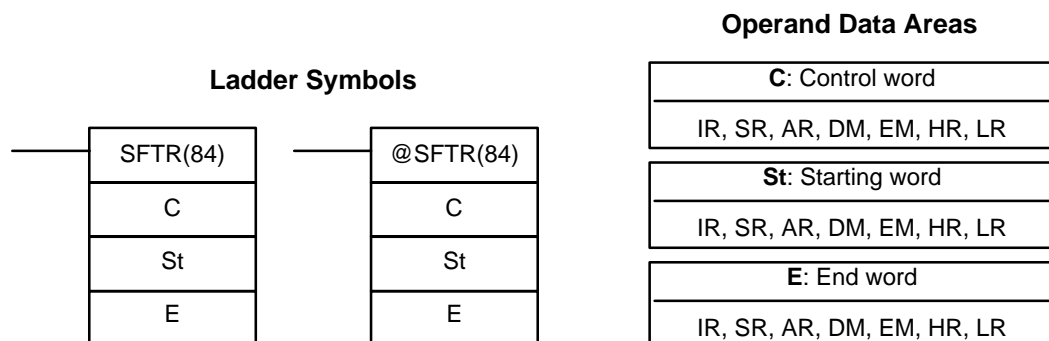 Operand Data Areas
Ladder Symbols
C: Control word
IR, SR, AR, DM, EM, HR, LR
SFTR(84)
@SFTR(84)
St: Starting word
C
C
IR, SR, AR, DM, EM, HR, LR
St
St
E: End word
E
E
IR, SR, AR, DM, EM, HR, LR